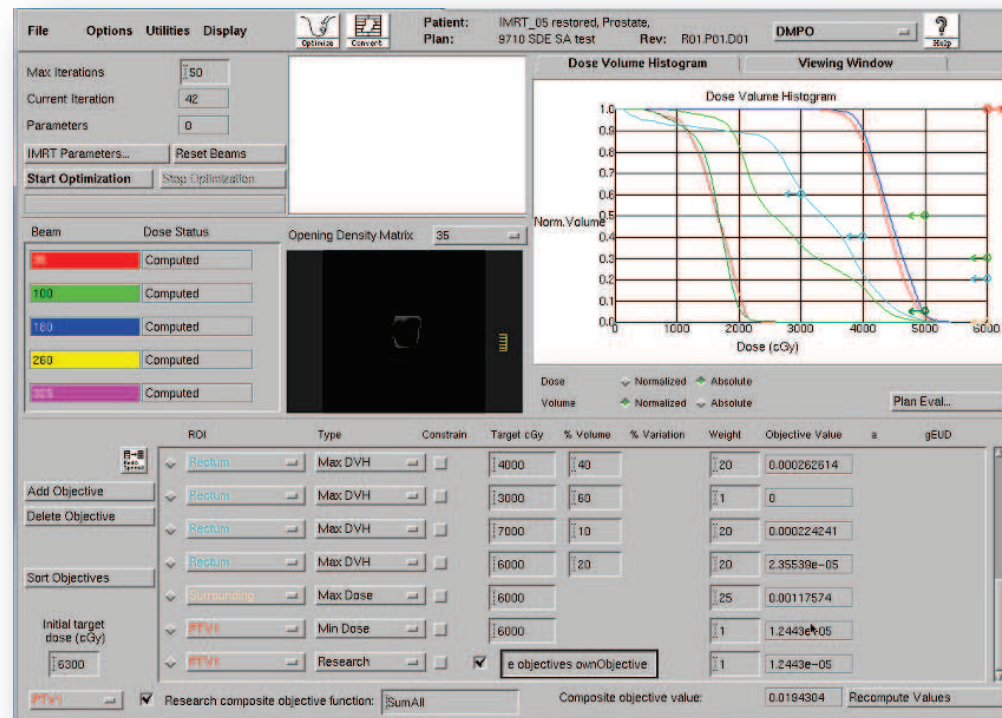 File Options Utilities Display Optimize Convert Patient: IMRT_05 restored, Prostate, DMPO Help
Plan: 9710 SDE SA test Rev: R01.P01.D01
Max Iterations 50
Current Iteration 42
Parameters 0
IMRT Parameters... Reset Beams
Start Optimization Stop Optimization
Dose Volume Histogram Viewing Window
Dose Volume Histogram
1.0
0.9
0.8
0.7
0.6
Norm.Volume 0.5
0.4
0.3
0.2
0.1
0.0
0 1000 2000 3000 4000 5000 6000
Dose (cGy)
Beam Dose Status Opening Density Matrix 35
Computed
100 Computed
180 Computed
260 Computed
325 Computed
Dose Normalized Absolute
Volume Normalized Absolute
Plan Eval...
ROI Type Constrain Target cGy % Volume % Variation Weight Objective Value a gEUD
Rectum Max DVH 4000 40 20 0.000262614
Add Objective Rectum Max DVH 3000 60 1 0
Delete Objective Rectum Max DVH 7000 10 20 0.000224241
Rectum Max DVH 6000 20 20 2.35539e-05
Sort Objectives Surrounding Max Dose 6000 25 0.00117574
Initial target dose (cGy) Min Dose 6000 1 1.2443e-05
6300 Research e objectives ownObjective 1 1.2443e-05
Research composite objective function: SumAll Composite objective value: 0.0194304 Recompute Values